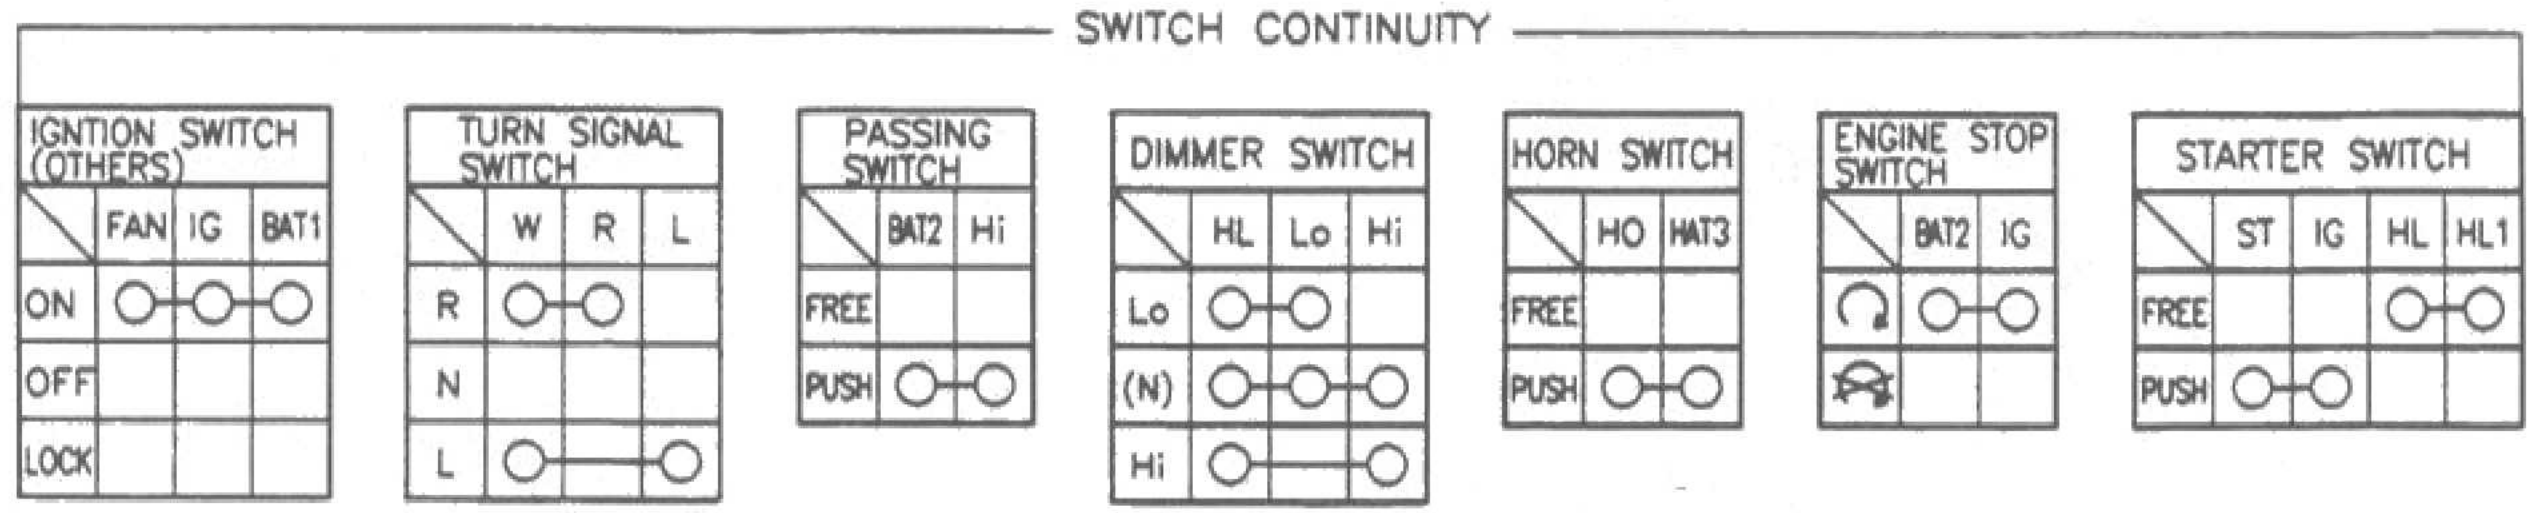 SWITCH CONTINUITY
IGNTION SWITCH
(OTHERS)
FAN IG BAT1
ON
OFF
LOCK
TURN SIGNAL
SWITCH
W R L
R
N
L
PASSING
SWITCH
BAT2 Hi
FREE
PUSH
DIMMER SWITCH
HL Lo Hi
Lo
(N)
Hi
HORN SWITCH
HO HAT3
FREE
PUSH
ENGINE STOP
SWITCH
BAT2 IG
STARTER SWITCH
ST IG HL HL1
FREE
PUSH